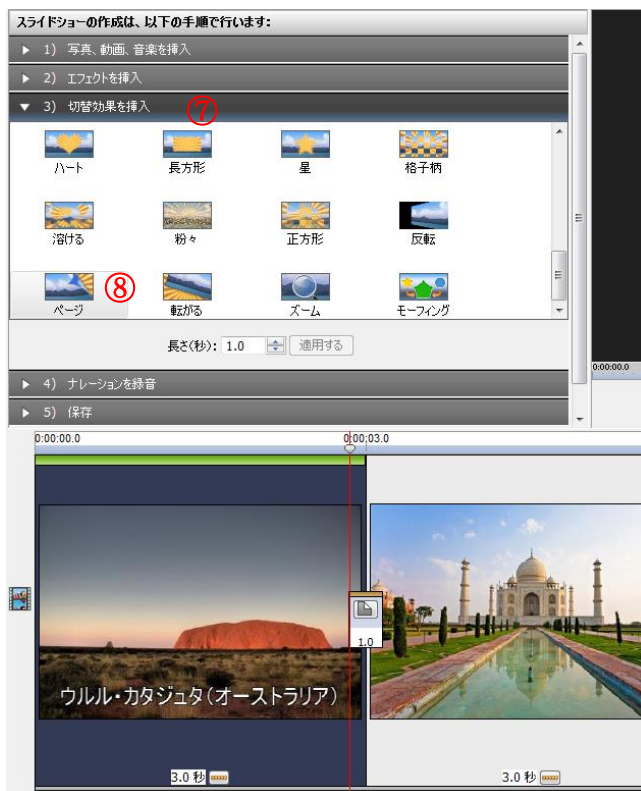 スライドショーの作成は、以下の手順で行います:
1) 写真、動画、音楽を挿入
2) エフェクトを挿入
3) 切替効果を挿入 ⑦
ハート 長方形 星 格子柄
溶ける 粉々 正方形 反転
⑧
ページ 転がる ズーム モーフィング
長さ(秒): 1.0 適用する
0:00:00.0
4) ナレーションを録音
5) 保存
0:00:00.0 0:00:03.0
1.0
ウルル・カタジュタ(オーストラリア)
3.0 秒 3.0 秒